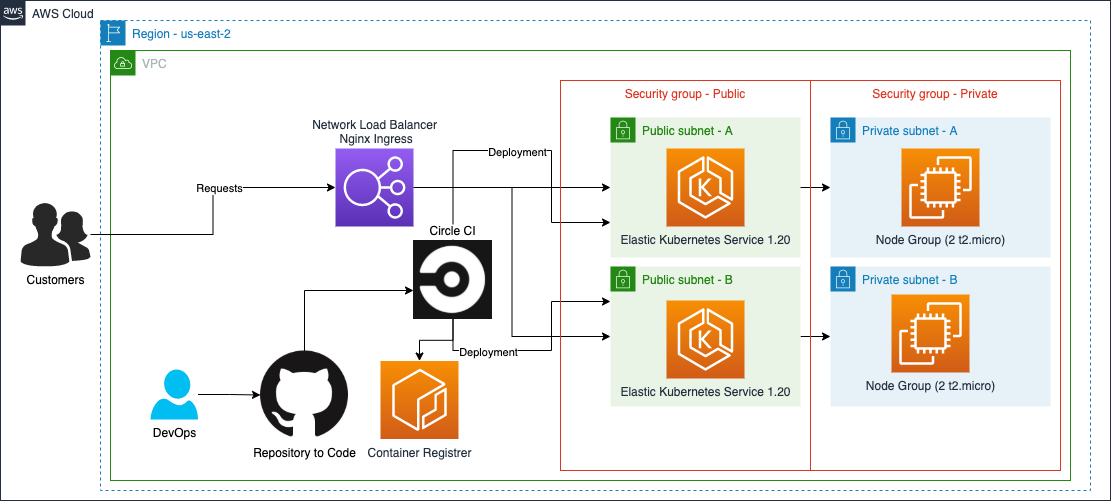 aws
AWS Cloud
Region - us-east-2
VPC
Security group - Public
Security group - Private
Network Load Balancer
Nginx Ingress
Deployment
Public subnet - A
Private subnet - A
Requests
K
Elastic Kubernetes Service 1.20
Node Group (2 t2.micro)
Circle CI
Customers
Public subnet - B
Private subnet - B
K
Deployment
Elastic Kubernetes Service 1.20
Node Group (2 t2.micro)
DevOps
Repository to Code
Container Registrer